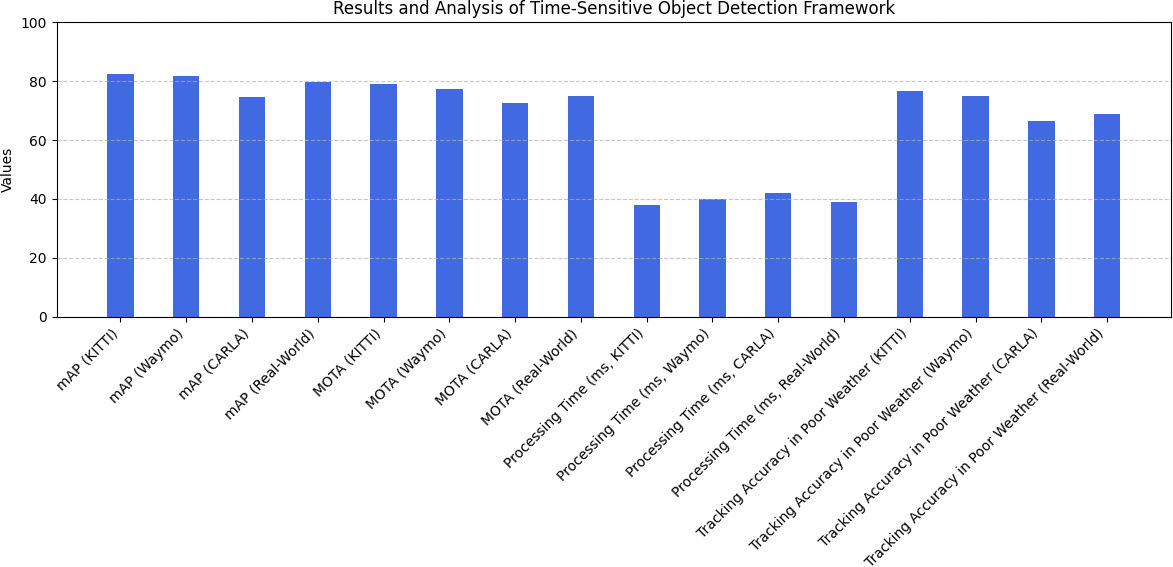 Results and Analysis of Time-Sensitive Object Detection Framework
Values
100
80
60
40
20
0
mAP (KITTI)
mAP (Waymo)
mAP (CARLA)
mAP (Real-World)
MOTA (KITTI)
MOTA (Waymo)
MOTA (CARLA)
MOTA (Real-World)
Processing Time (ms, KITTI)
Processing Time (ms, Waymo)
Processing Time (ms, CARLA)
Processing Time (ms, Real-World)
Tracking Accuracy in Poor Weather (KITTI)
Tracking Accuracy in Poor Weather (Waymo)
Tracking Accuracy in Poor Weather (CARLA)
Tracking Accuracy in Poor Weather (Real-World)